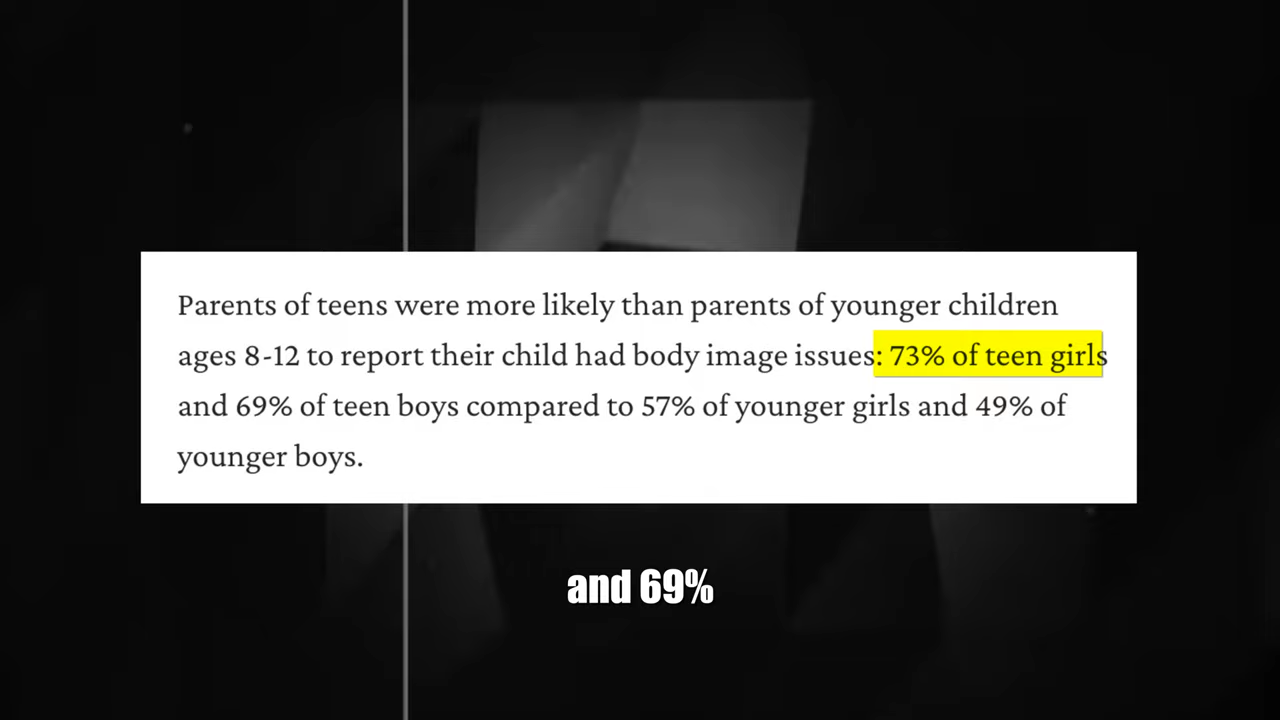 Parents of teens were more likely than parents of younger children
ages 8-12 to report their child had body image issues: 73% of teen girls
and 69% of teen boys compared to 57% of younger girls and 49% of
younger boys.
and 69%